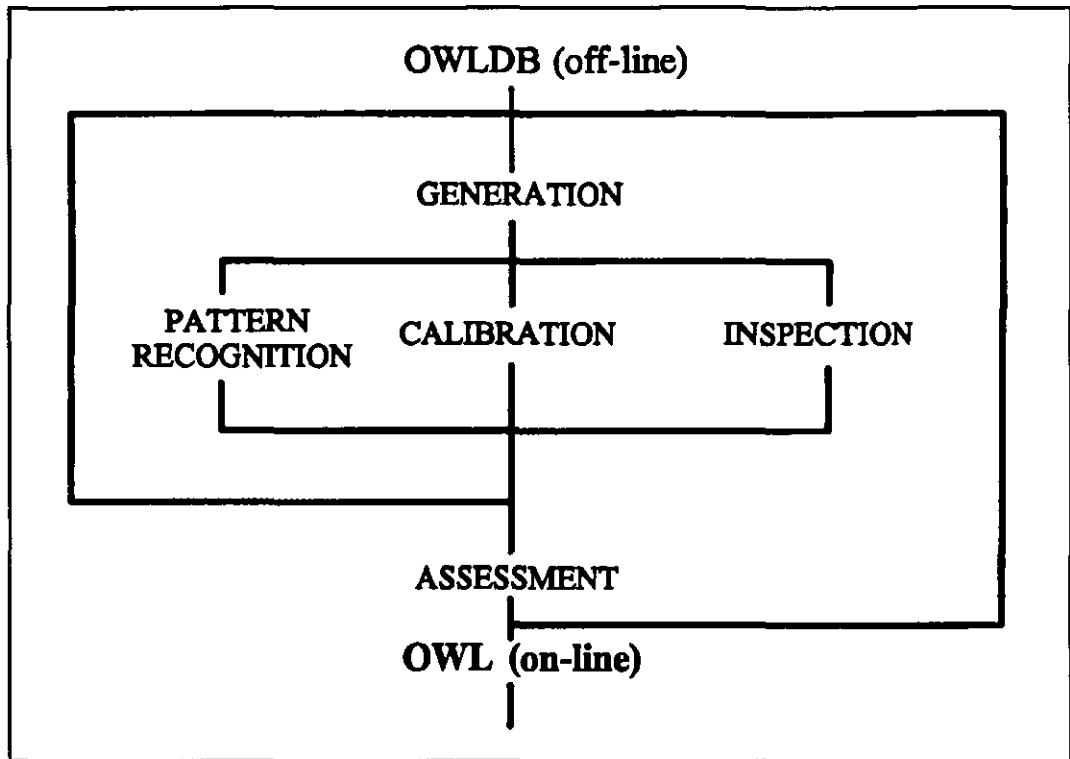 OWLDB (off-line)
GENERATION
PATTERN
RECOGNITION
CALIBRATION
INSPECTION
ASSESSMENT
OWL (on-line)